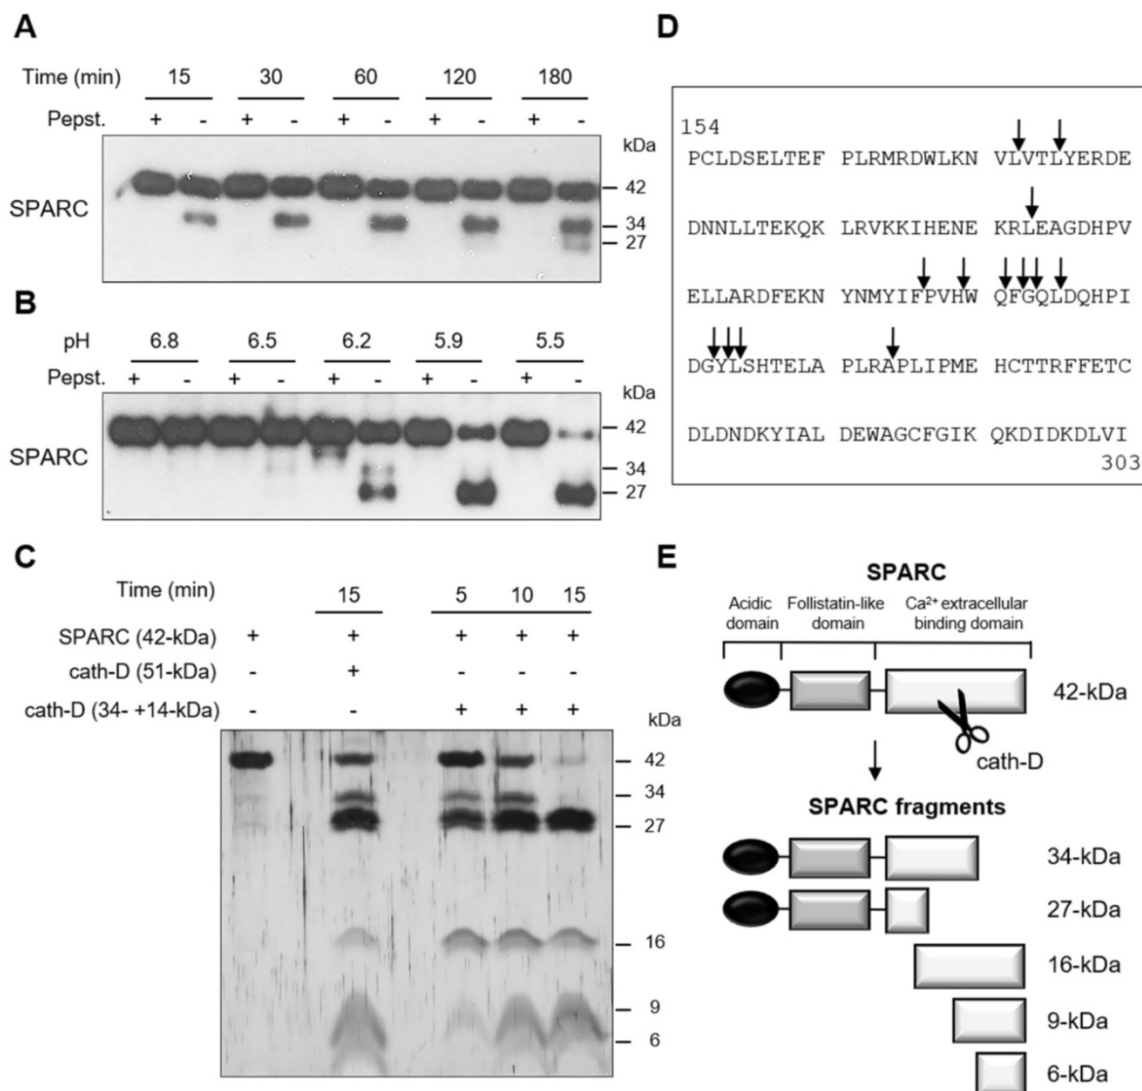 A
Time (min) 15 30 60 120 180
Pepst. + - + - + - + - + -
kDa
SPARC
42
34
27
B
pH 6.8 6.5 6.2 5.9 5.5
Pepst. + - + - + - + - + -
kDa
SPARC
42
34
27
C
Time (min) 15 5 10 15
SPARC (42-kDa) + + + + +
cath-D (51-kDa) - + - - -
cath-D (34- +14-kDa) - - + + +
kDa
42
34
27
16
9
6
D
154
PCLDSELTEF PLRMRDWLKN VLVTLYERDE
DNNLLTEKQK LRVKKIHENE KRLEAGDHPV
ELLARDFEKN YNMYIFPVHW QFGQLDQHPI
DGYLSHTELA PLRAPLIPME HCTTRFFETC
DLDNDKYIAL DEWAGCFGIK QKDIDKDLVI
303
E
SPARC
Acidic domain
Follistatin-like domain
Ca²⁺ extracellular binding domain
42-kDa
cath-D
SPARC fragments
34-kDa
27-kDa
16-kDa
9-kDa
6-kDa